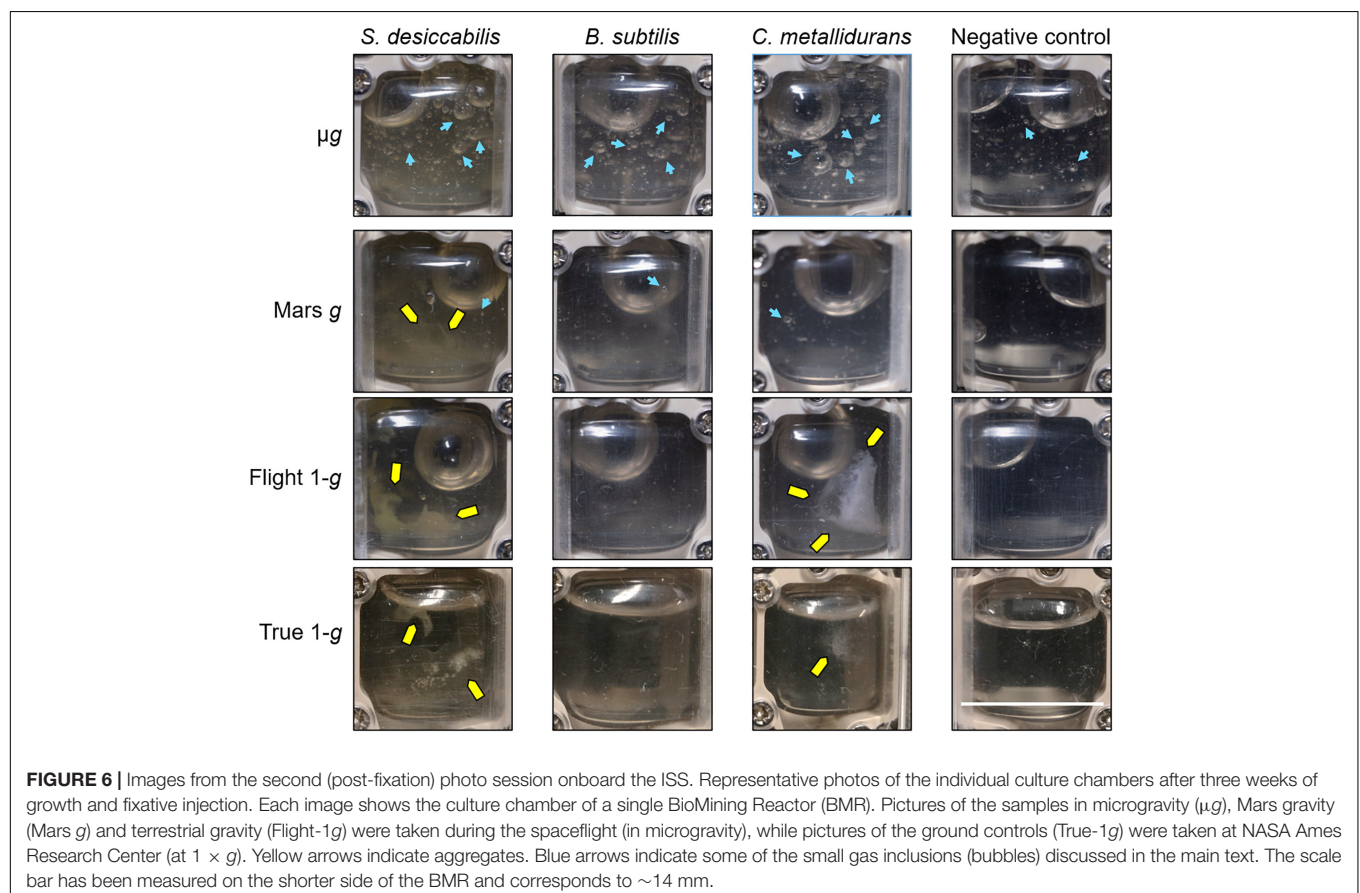 S. desiccabilis B. subtilis C. metallidurans Negative control
μg
Mars g
Flight 1-g
True 1-g
FIGURE 6 | Images from the second (post-fixation) photo session onboard the ISS. Representative photos of the individual culture chambers after three weeks of
growth and fixative injection. Each image shows the culture chamber of a single BioMining Reactor (BMR). Pictures of the samples in microgravity (μg), Mars gravity
(Mars g) and terrestrial gravity (Flight-1g) were taken during the spaceflight (in microgravity), while pictures of the ground controls (True-1g) were taken at NASA Ames
Research Center (at 1 × g). Yellow arrows indicate aggregates. Blue arrows indicate some of the small gas inclusions (bubbles) discussed in the main text. The scale
bar has been measured on the shorter side of the BMR and corresponds to ∼14 mm.